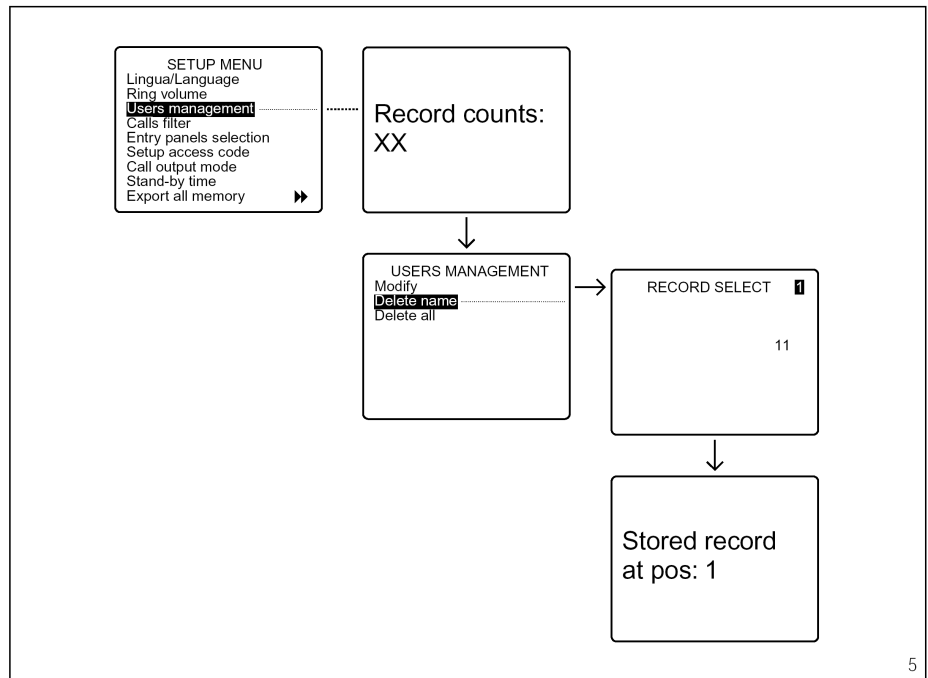 SETUP MENU
Lingua/Language
Ring volume
Users management
Calls filter
Entry panels selection
Setup access code
Call output mode
Stand-by time
Export all memory
Record counts:
XX
USERS MANAGEMENT
Modify
Delete name
Delete all
RECORD SELECT 1
11
Stored record
at pos: 1
5